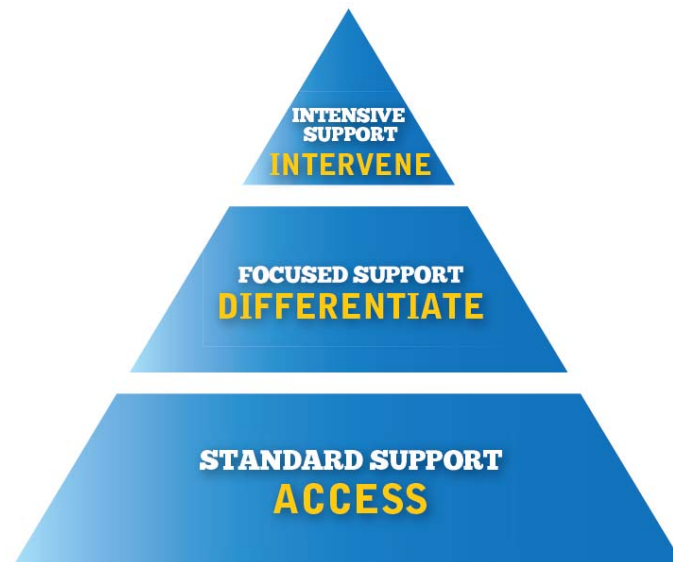 INTENSIVE
SUPPORT
INTERVENE
FOCUSED SUPPORT
DIFFERENTIATE
STANDARD SUPPORT
ACCESS